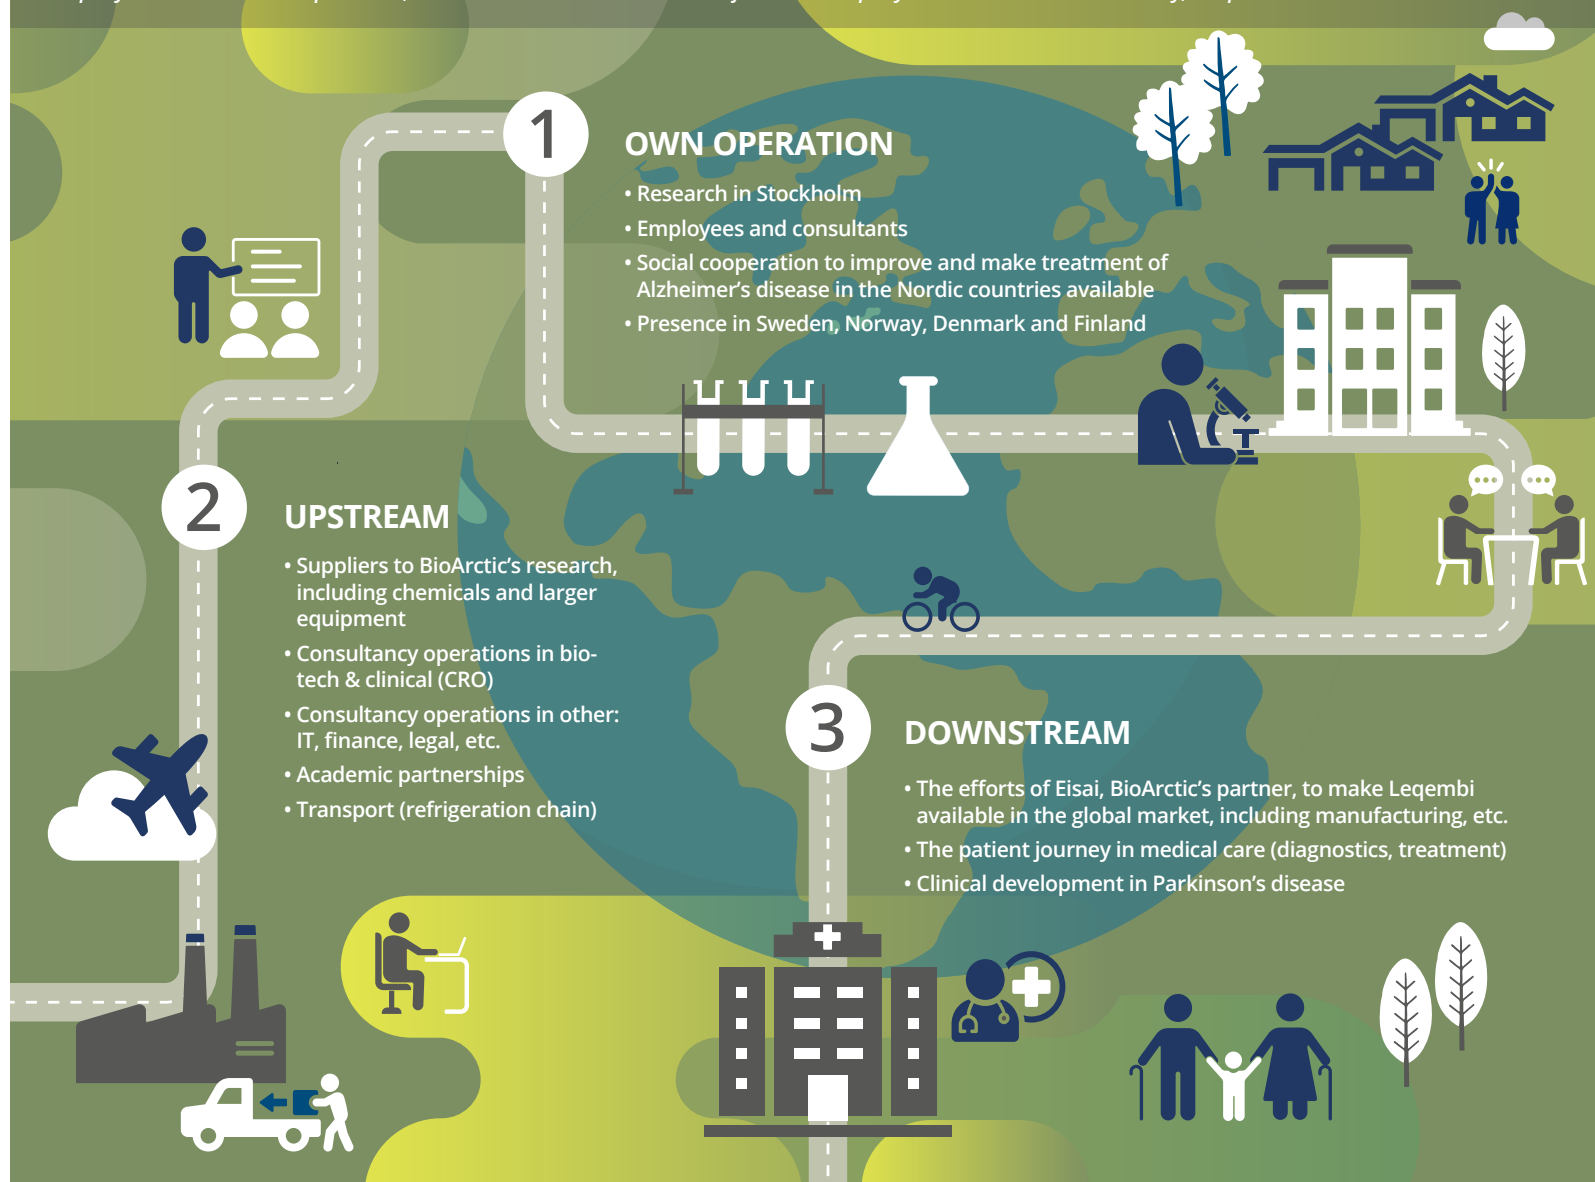 1
OWN OPERATION
• Research in Stockholm
• Employees and consultants
• Social cooperation to improve and make treatment of
Alzheimer’s disease in the Nordic countries available
• Presence in Sweden, Norway, Denmark and Finland
2
UPSTREAM
• Suppliers to BioArctic’s research,
including chemicals and larger
equipment
• Consultancy operations in bio-
tech & clinical (CRO)
• Consultancy operations in other:
IT, finance, legal, etc.
• Academic partnerships
• Transport (refrigeration chain)
3
DOWNSTREAM
• The efforts of Eisai, BioArctic’s partner, to make Leqembi
available in the global market, including manufacturing, etc.
• The patient journey in medical care (diagnostics, treatment)
• Clinical development in Parkinson’s disease